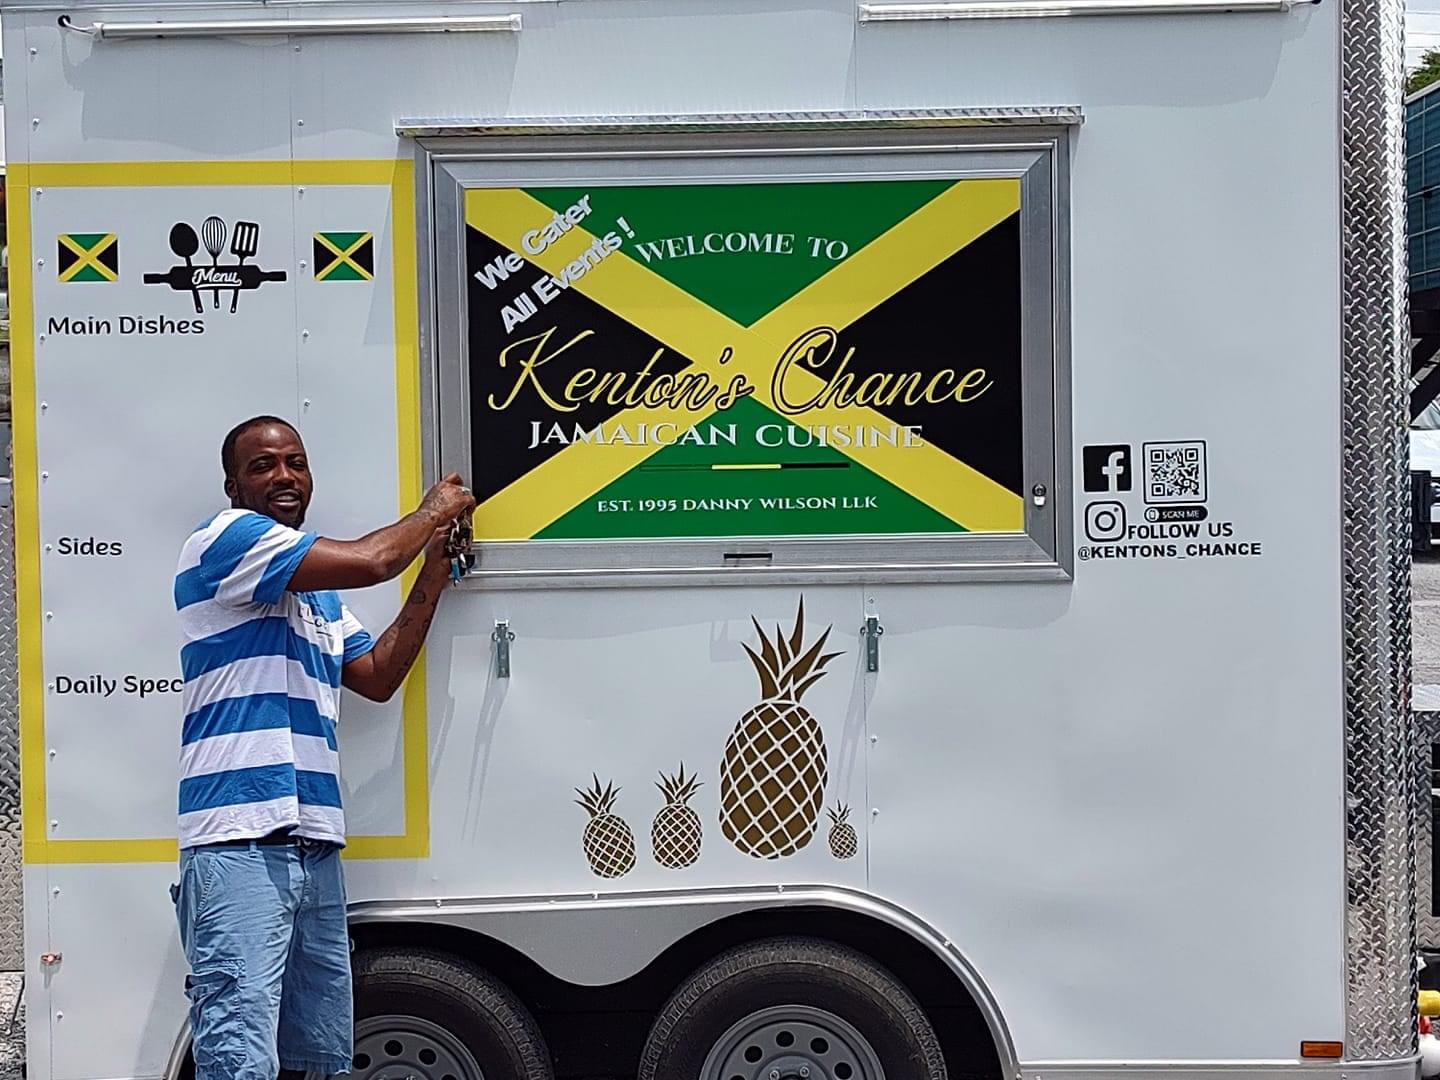 Menu
Main Dishes
Sides
Daily Spec
We Cater
All Events !
WELCOME TO
Kenton's Chance
JAMAICAN CUISINE
EST. 1995 DANNY WILSON LLK
SCAN ME
FOLLOW US
@KENTONS_CHANCE